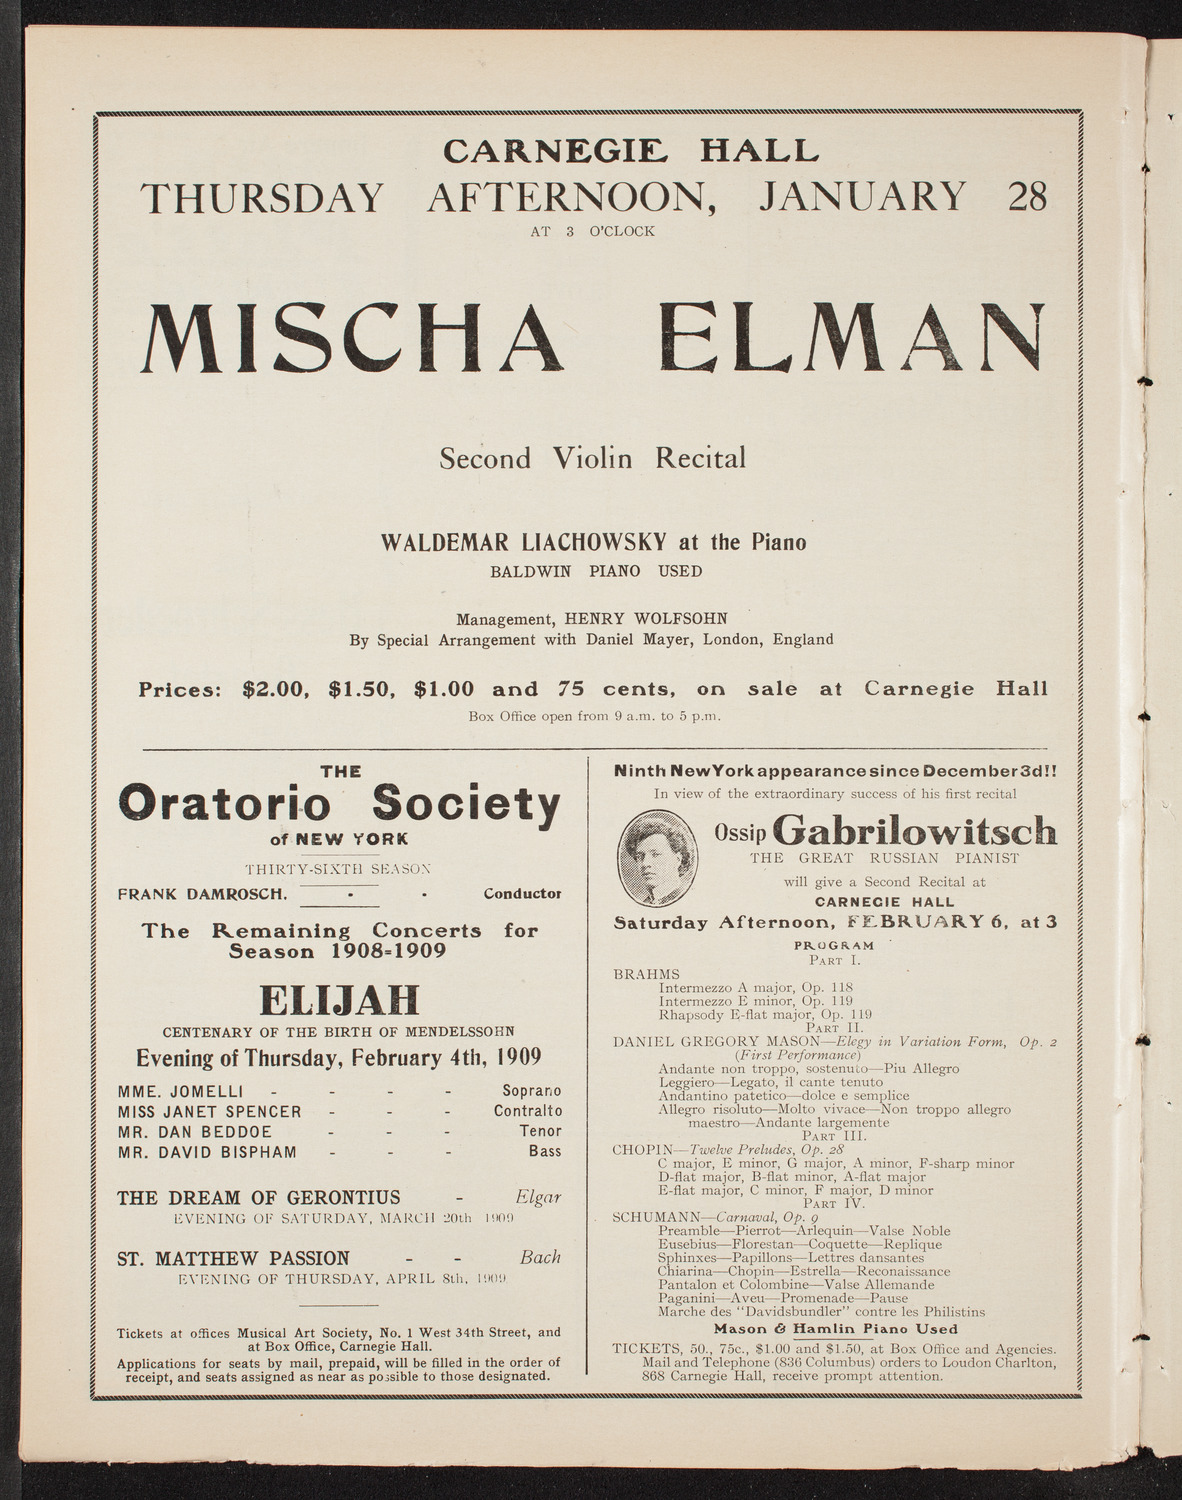 CARNEGIE HALL
THURSDAY AFTERNOON, JANUARY 28
AT 3 O'CLOCK
MISCHA ELMAN
Second Violin Recital
WALDEMAR LIACHOWSKY at the Piano
BALDWIN PIANO USED
Management, HENRY WOLFSOHN
By Special Arrangement with Daniel Mayer, London, England
Prices: $2.00, $1.50, $1.00 and 75 cents, on sale at Carnegie Hall
Box Office open from 9 a.m. to 5 p.m.
THE
Oratorio Society
of NEW YORK
THIRTY-SIXTH SEASON
FRANK DAMROSCH. - - Conductor
The Remaining Concerts for
Season 1908=1909
ELIJAH
CENTENARY OF THE BIRTH OF MENDELSSOHN
Evening of Thursday, February 4th, 1909
MME. JOMELLI - - - - Soprano
MISS JANET SPENCER - - - Contralto
MR. DAN BEDDOE - - - Tenor
MR. DAVID BISPHAM - - - Bass
THE DREAM OF GERONTIUS - Elgar
EVENING OF SATURDAY, MARCH 20th 1909
ST. MATTHEW PASSION - - Bach
EVENING OF THURSDAY, APRIL 8th, 1909
Tickets at offices Musical Art Society, No. 1 West 34th Street, and
at Box Office, Carnegie Hall.
Applications for seats by mail, prepaid, will be filled in the order of
receipt, and seats assigned as near as possible to those designated.
Ninth New York appearance since December 3d!!
In view of the extraordinary success of his first recital
Ossip Gabrilowitsch
THE GREAT RUSSIAN PIANIST
will give a Second Recital at
CARNEGIE HALL
Saturday Afternoon, FEBRUARY 6, at 3
PROGRAM
PART I.
BRAHMS
Intermezzo A major, Op. 118
Intermezzo E minor, Op. 119
Rhapsody E-flat major, Op. 119
PART II.
DANIEL GREGORY MASON—Elegy in Variation Form, Op. 2
(First Performance)
Andante non troppo, sostenuto—Piu Allegro
Leggiero—Legato, il cante tenuto
Andantino patetico—dolce e semplice
Allegro risoluto—Molto vivace—Non troppo allegro
maestro—Andante largemente
PART III.
CHOPIN—Twelve Preludes, Op. 28
C major, E minor, G major, A minor, F-sharp minor
D-flat major, B-flat minor, A-flat major
E-flat major, C minor, F major, D minor
PART IV.
SCHUMANN—Carnaval, Op. 9
Preamble—Pierrot—Arlequin—Valse Noble
Eusebius—Florestan—Coquette—Replique
Sphinxes—Papillons—Lettres dansantes
Chiarina—Chopin—Estrella—Reconaissance
Pantalon et Colombine—Valse Allemande
Paganini—Aveu—Promenade—Pause
Marche des "Davidsbundler" contre les Philistins
Mason & Hamlin Piano Used
TICKETS, 50., 75c., $1.00 and $1.50, at Box Office and Agencies.
Mail and Telephone (836 Columbus) orders to Loudon Charlton,
868 Carnegie Hall, receive prompt attention.